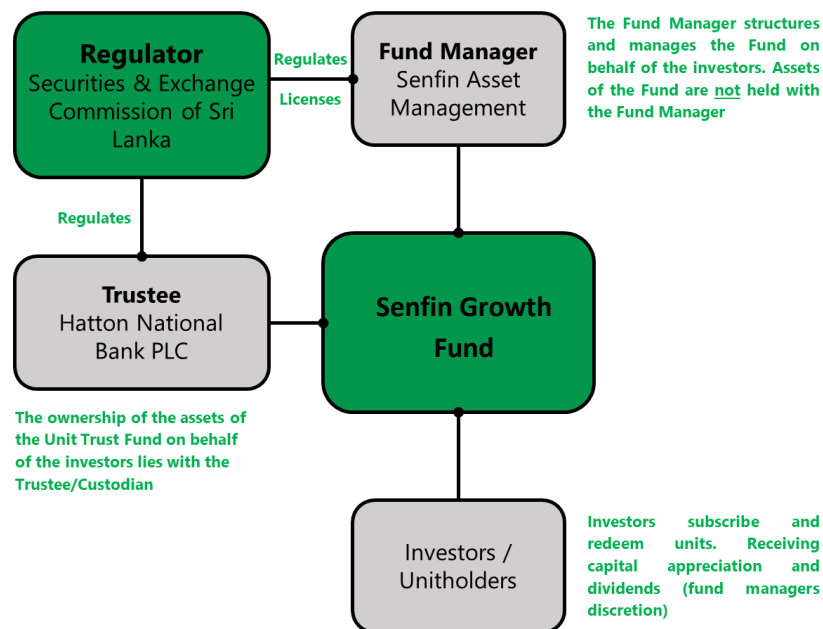 Regulator
Securities & Exchange
Commission of Sri
Lanka
Regulates
Licenses
Fund Manager
Senfin Asset
Management
The Fund Manager structures
and manages the Fund on
behalf of the investors. Assets
of the Fund are not held with
the Fund Manager
Regulates
Trustee
Hatton National
Bank PLC
Senfin Growth
Fund
The ownership of the assets of
the Unit Trust Fund on behalf
of the investors lies with the
Trustee/Custodian
Investors /
Unitholders
Investors subscribe and
redeem units. Receiving
capital appreciation and
dividends (fund managers
discretion)